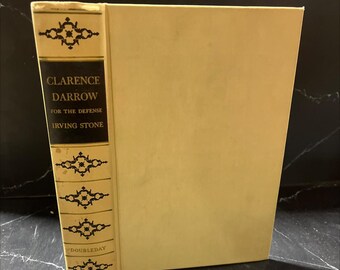 CLARENCE
DARROW
FOR THE DEFENSE
IRVING STONE
DOUBLEDAY